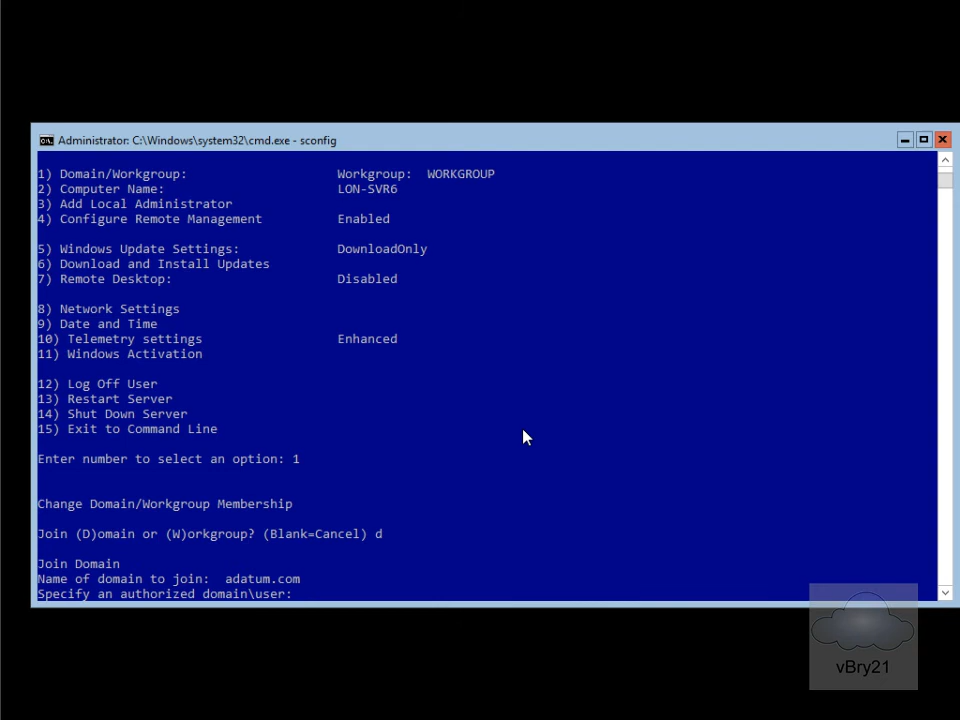 Administrator: C:\Windows\system32\cmd.exe - sconfig
1) Domain/Workgroup: Workgroup: WORKGROUP
2) Computer Name: LON-SVR6
3) Add Local Administrator
4) Configure Remote Management Enabled
5) Windows Update Settings: DownloadOnly
6) Download and Install Updates
7) Remote Desktop: Disabled
8) Network Settings
9) Date and Time
10) Telemetry settings Enhanced
11) Windows Activation
12) Log Off User
13) Restart Server
14) Shut Down Server
15) Exit to Command Line
Enter number to select an option: 1
Change Domain/Workgroup Membership
Join (D)omain or (W)orkgroup? (Blank=Cancel) d
Join Domain
Name of domain to join: adatum.com
Specify an authorized domain\user:
vBry21